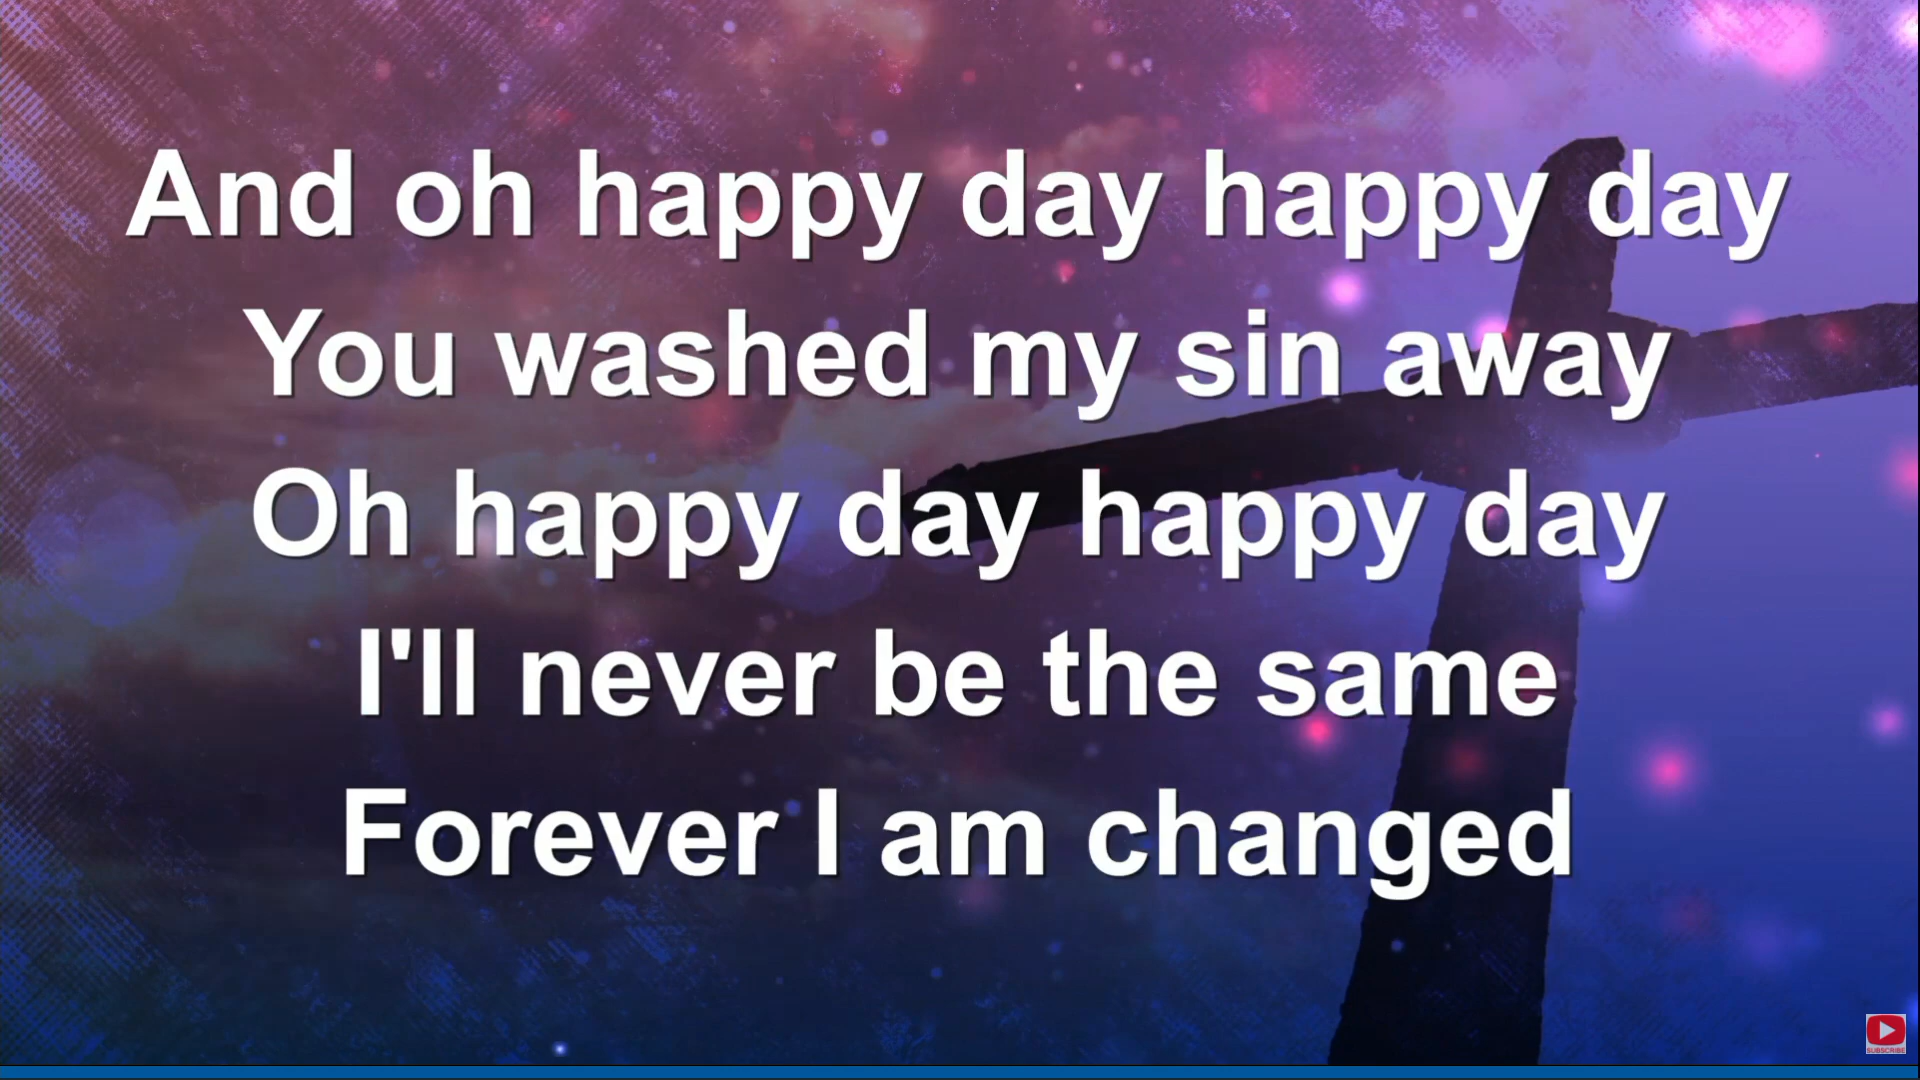 And oh happy day happy day
You washed my sin away
Oh happy day happy day
I'll never be the same
Forever I am changed
SUBSCRIBE